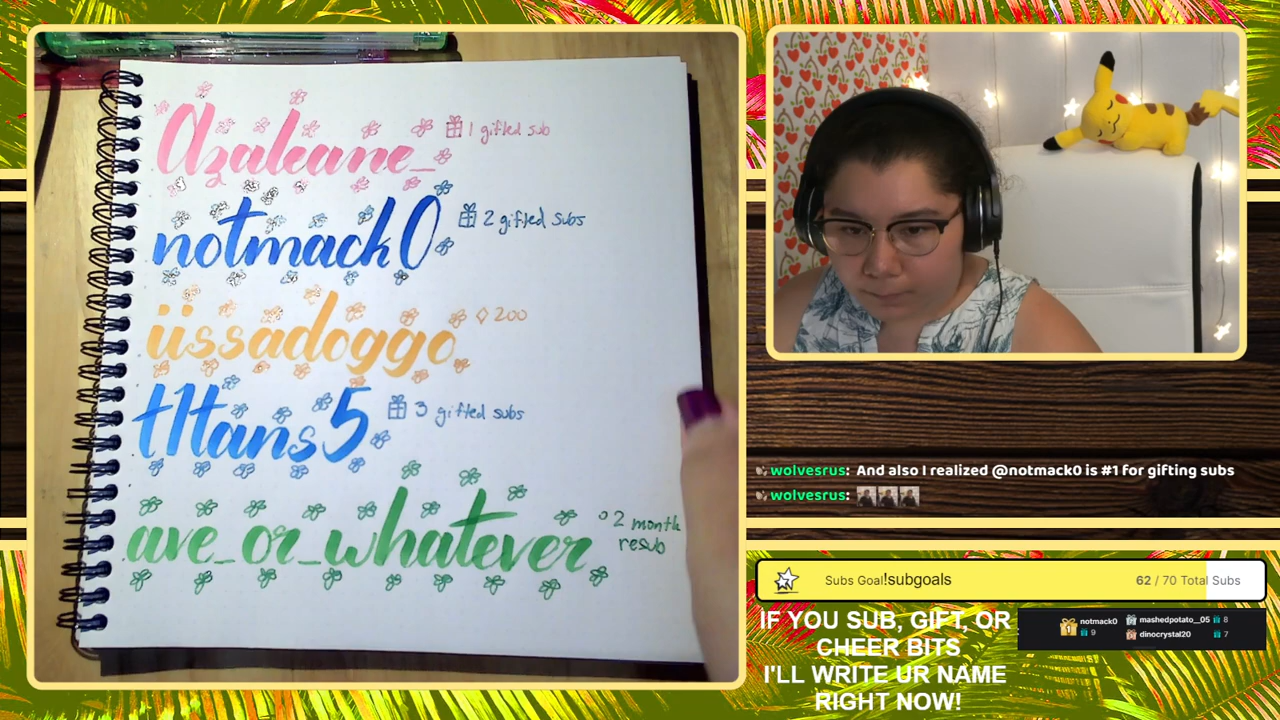 Azaleane_ 1 gifted sub
notmack0 2 gifted subs
iissadoggo 200
t1tans5 3 gifted subs
ave_or_whatever 2 month
resub
wolvesrus: And also I realized @notmack0 is #1 for gifting subs
wolvesrus:
Subs Goal!subgoals 62 / 70 Total Subs
IF YOU SUB, GIFT, OR
CHEER BITS
I'LL WRITE UR NAME
RIGHT NOW!
1 notmack0 9
mashedpotato__05 8
dinocrystal20 7